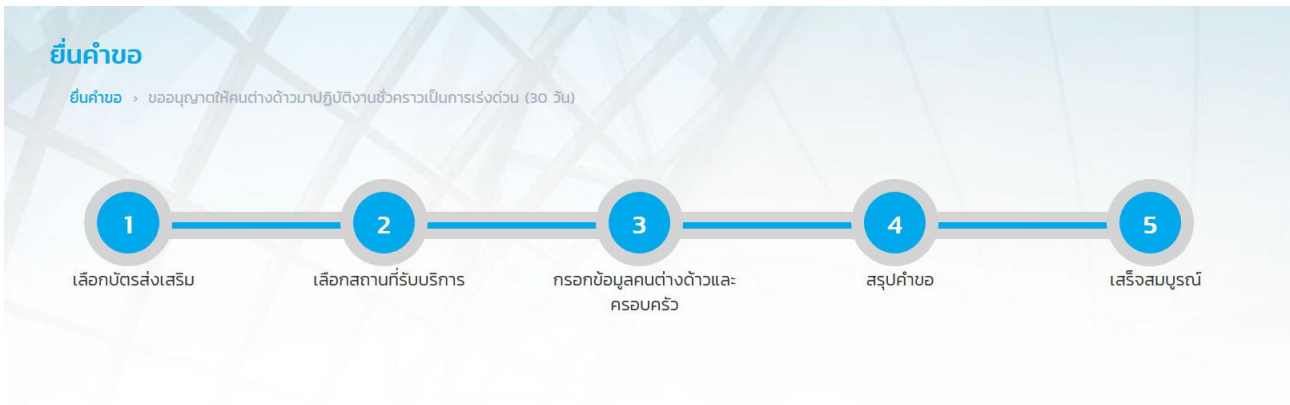 ยื่นคำขอ
ยื่นคำขอ › ขออนุญาตให้คนต่างด้าวมาปฏิบัติงานชั่วคราวเป็นการเร่งด่วน (30 วัน)
1 2 3 4 5
เลือกบัตรส่งเสริม เลือกสถานที่รับบริการ กรอกข้อมูลคนต่างด้าวและ สรุปคำขอ เสร็จสมบูรณ์
ครอบครัว